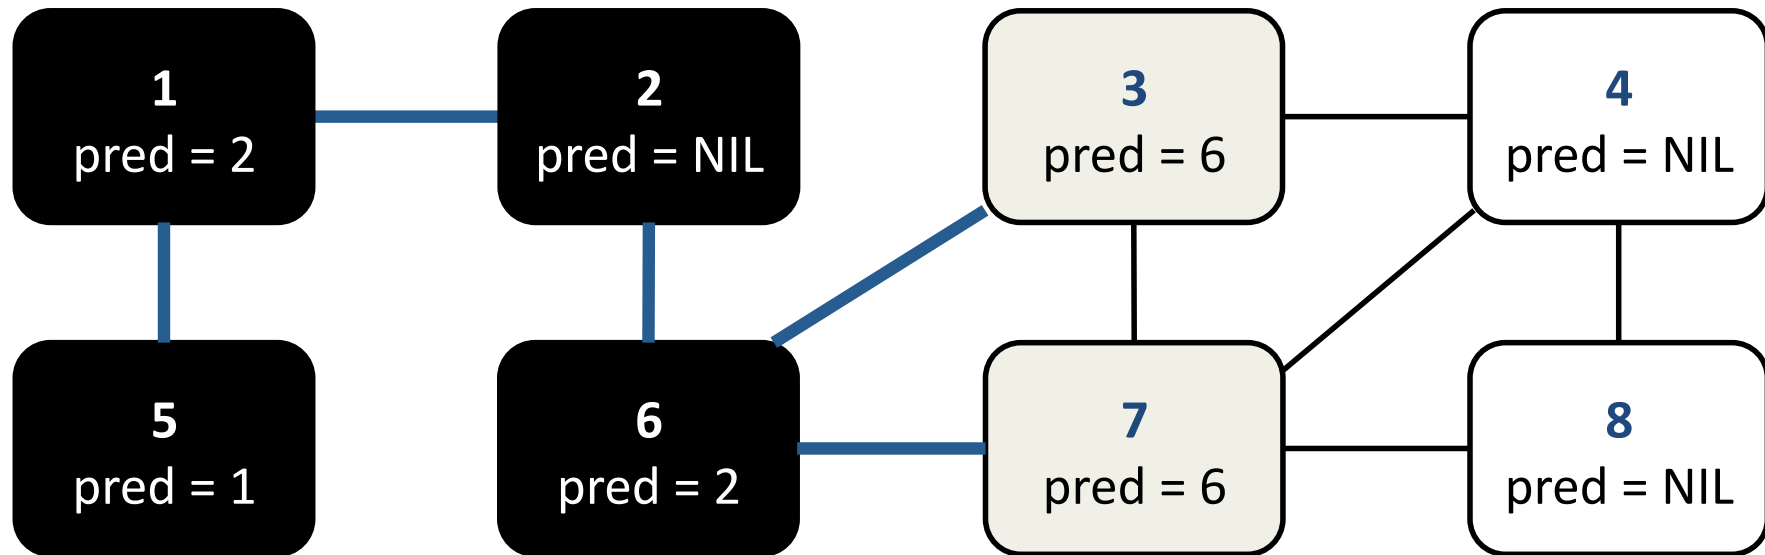 1
pred = 2
2
pred = NIL
3
pred = 6
4
pred = NIL
5
pred = 1
6
pred = 2
7
pred = 6
8
pred = NIL